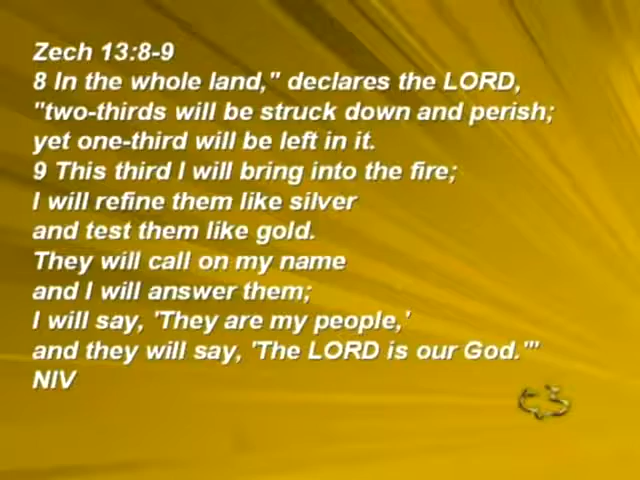 Zech 13:8-9
8 In the whole land," declares the LORD,
"two-thirds will be struck down and perish;
yet one-third will be left in it.
9 This third I will bring into the fire;
I will refine them like silver
and test them like gold.
They will call on my name
and I will answer them;
I will say, 'They are my people,'
and they will say, 'The LORD is our God.'"
NIV